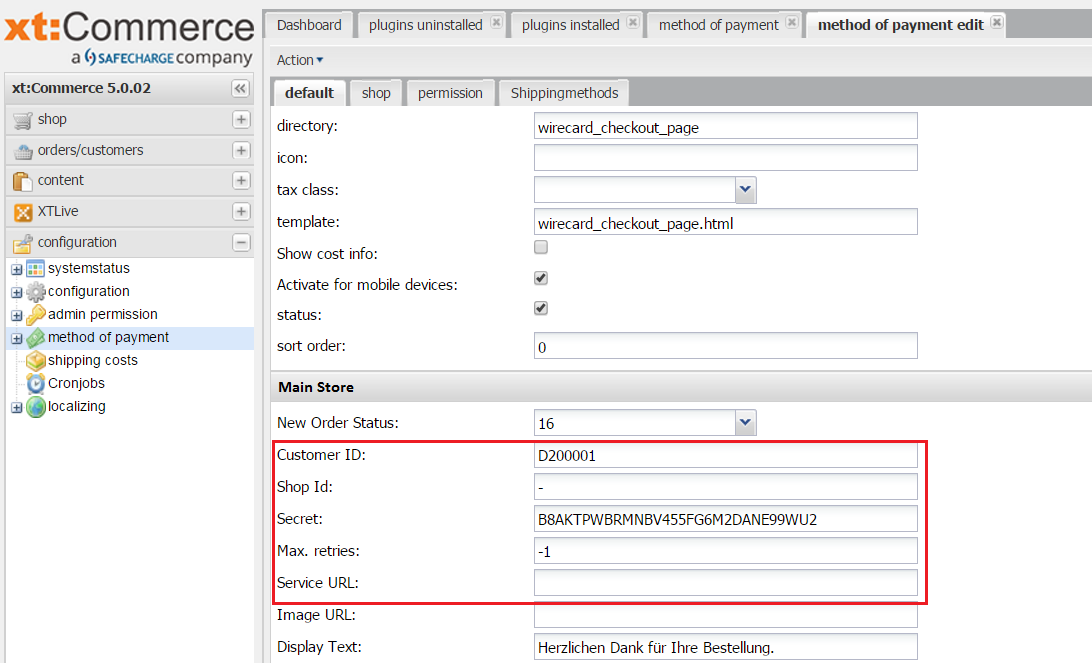 xt:Commerce
a SAFECHARGE company
xt:Commerce 5.0.02
shop
orders/customers
content
XTLive
configuration
systemstatus
configuration
admin permission
method of payment
shipping costs
Cronjobs
localizing
Dashboard plugins uninstalled plugins installed method of payment method of payment edit
Action
default shop permission Shippingmethods
directory: wirecard_checkout_page
icon:
tax class:
template: wirecard_checkout_page.html
Show cost info:
Activate for mobile devices:
status:
sort order: 0
Main Store
New Order Status: 16
Customer ID: D200001
Shop Id: -
Secret: B8AKTPWBRMNBV455FG6M2DANE99WU2
Max. retries: -1
Service URL:
Image URL:
Display Text: Herzlichen Dank für Ihre Bestellung.